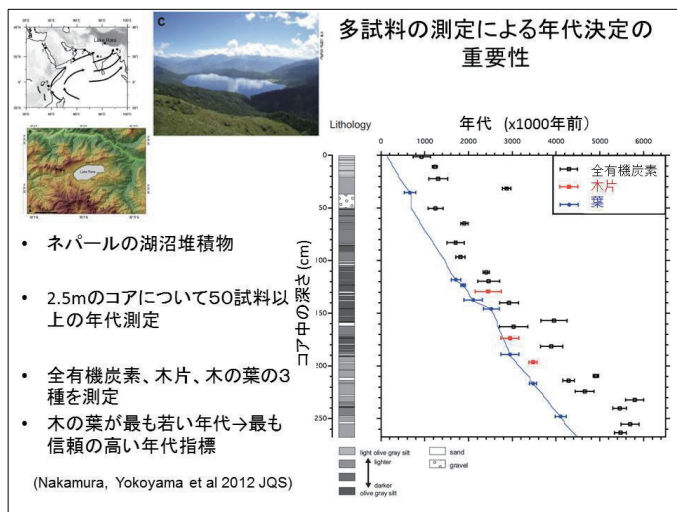 多試料の測定による年代決定の
重要性
Lake Rara
C
Lake Rara
Lithology
年代 (x1000年前)
0 1000 2000 3000 4000 5000 6000
全有機炭素
木片
葉
コア中の深さ(cm)
0
50
100
150
200
250
• ネパールの湖沼堆積物
• 2.5mのコアについて50試料以
上の年代測定
• 全有機炭素、木片、木の葉の3
種を測定
• 木の葉が最も若い年代→最も
信頼の高い年代指標
(Nakamura, Yokoyama et al 2012 JQS)
light olive gray silt
lighter
darker
olive gray silt
sand
gravel